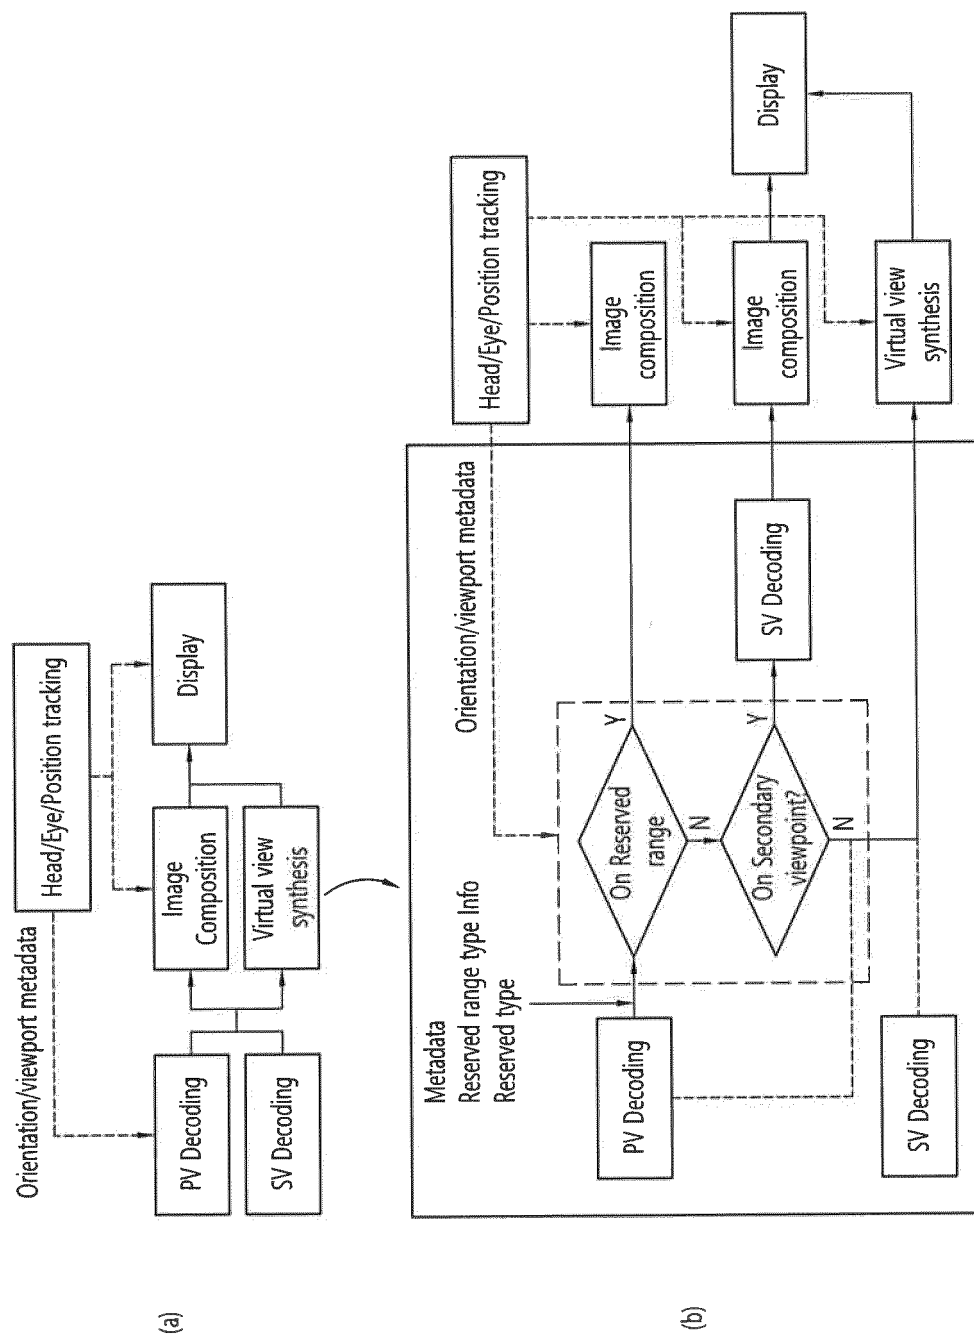 (a)
Orientation/viewport metadata
Head/Eye/Position tracking
PV Decoding
SV Decoding
Image
Composition
Virtual view
synthesis
Display
(b)
Metadata
Reserved range type Info
Reserved type
Orientation/viewport metadata
Head/Eye/Position tracking
PV Decoding
On Reserved
range
Y
N
Image
composition
On Secondary
viewpoint?
Y
N
SV Decoding
Image
composition
Display
SV Decoding
Virtual view
synthesis